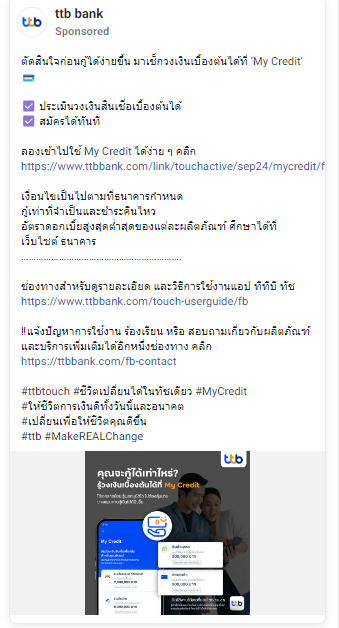 ttb bank
Sponsored
ตัดสินใจก่อนกู้ได้ง่ายขึ้น มาเช็กวงเงินเบื้องต้นได้ที่ 'My Credit'
ประเมินวงเงินสินเชื่อเบื้องต้นได้
สมัครได้ทันที
ลองเข้าไปใช้ My Credit ได้ง่าย ๆ คลิก
https://www.ttbbank.com/link/touchactive/sep24/mycredit/f
เงื่อนไขเป็นไปตามที่ธนาคารกำหนด
กู้เท่าที่จำเป็นและชำระคืนไหว
อัตราดอกเบี้ยสูงสุดต่ำสุดของแต่ละผลิตภัณฑ์ ศึกษาได้ที่
เว็บไซต์ ธนาคาร
................................................................
ช่องทางสำหรับดูรายละเอียด และวิธีการใช้งานแอป ทีทีบี ทัช
https://www.ttbbank.com/touch-userguide/fb
‼️แจ้งปัญหาการใช้งาน ร้องเรียน หรือ สอบถามเกี่ยวกับผลิตภัณฑ์
และบริการเพิ่มเติมได้อีกหนึ่งช่องทาง คลิก
https://ttbbank.com/fb-contact
#ttbtouch #ชีวิตเปลี่ยนได้ในทัชเดียว #MyCredit
#ให้ชีวิตการเงินดีทั้งวันนี้และอนาคต
#เปลี่ยนเพื่อให้ชีวิตคุณดีขึ้น
#ttb #MakeREALChange
ttb
คุณจะกู้ได้เท่าไหร่?
รู้วงเงินเบื้องต้นได้ที่ My Credit
My Credit
ttb